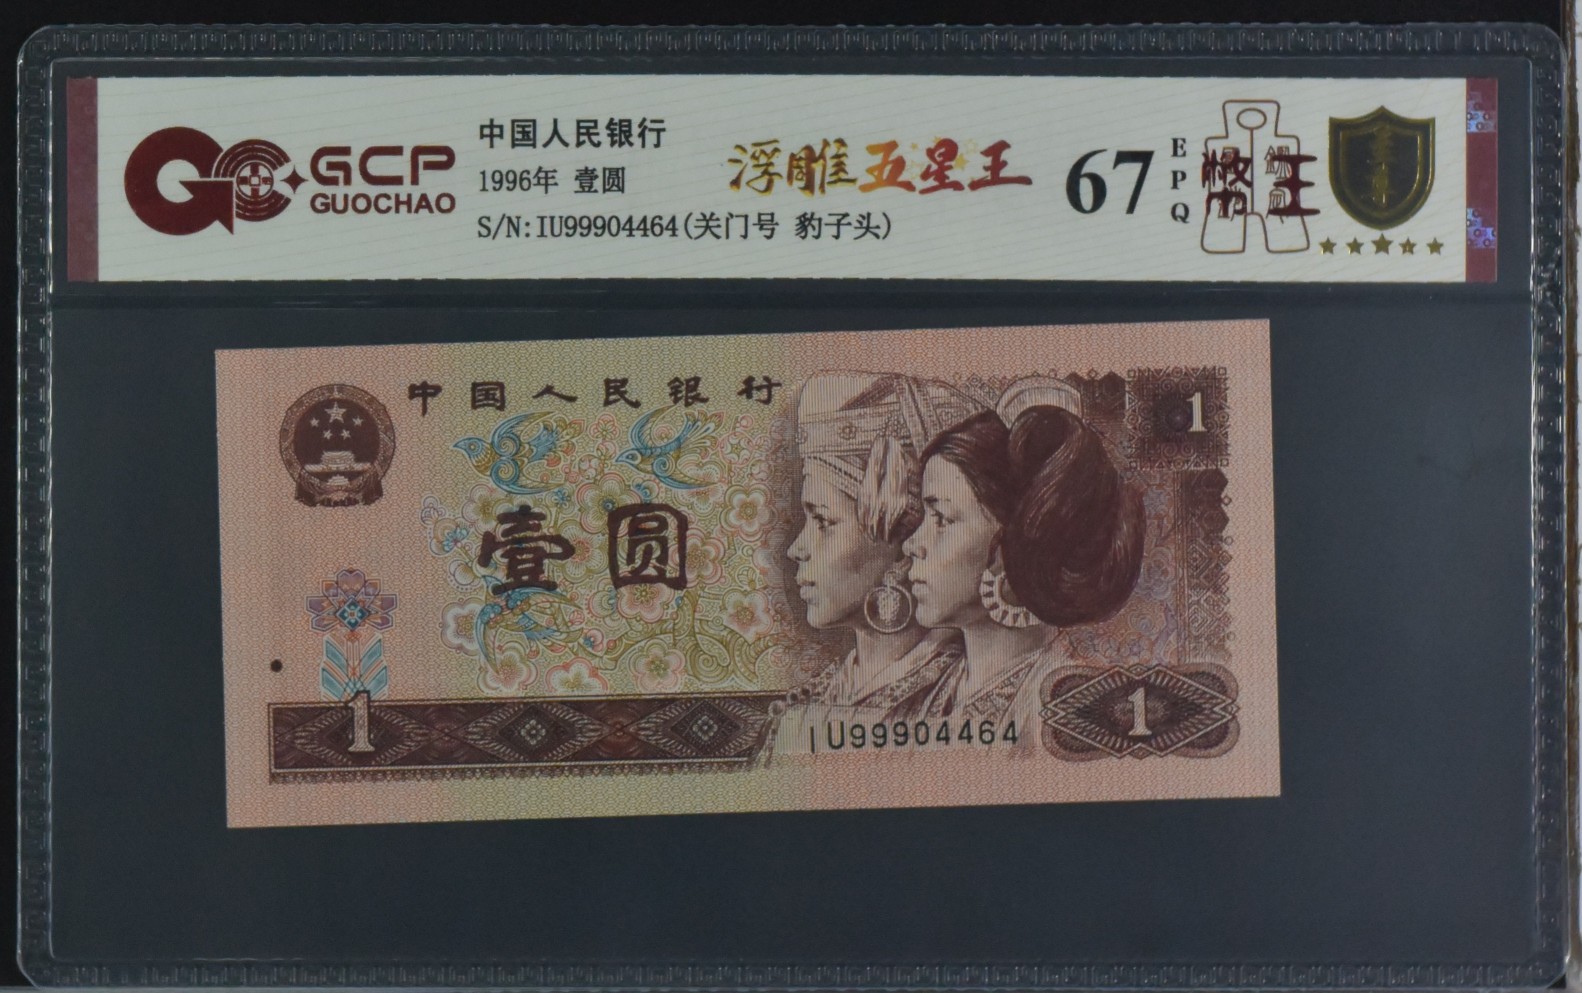 GCP
GUOCHAO
中国人民银行
1996年 壹圆
S/N:IU99904464(关门号 豹子头)
浮雕五星王
67
EPQ
中国人民银行
1
壹圆
1
IU99904464
1